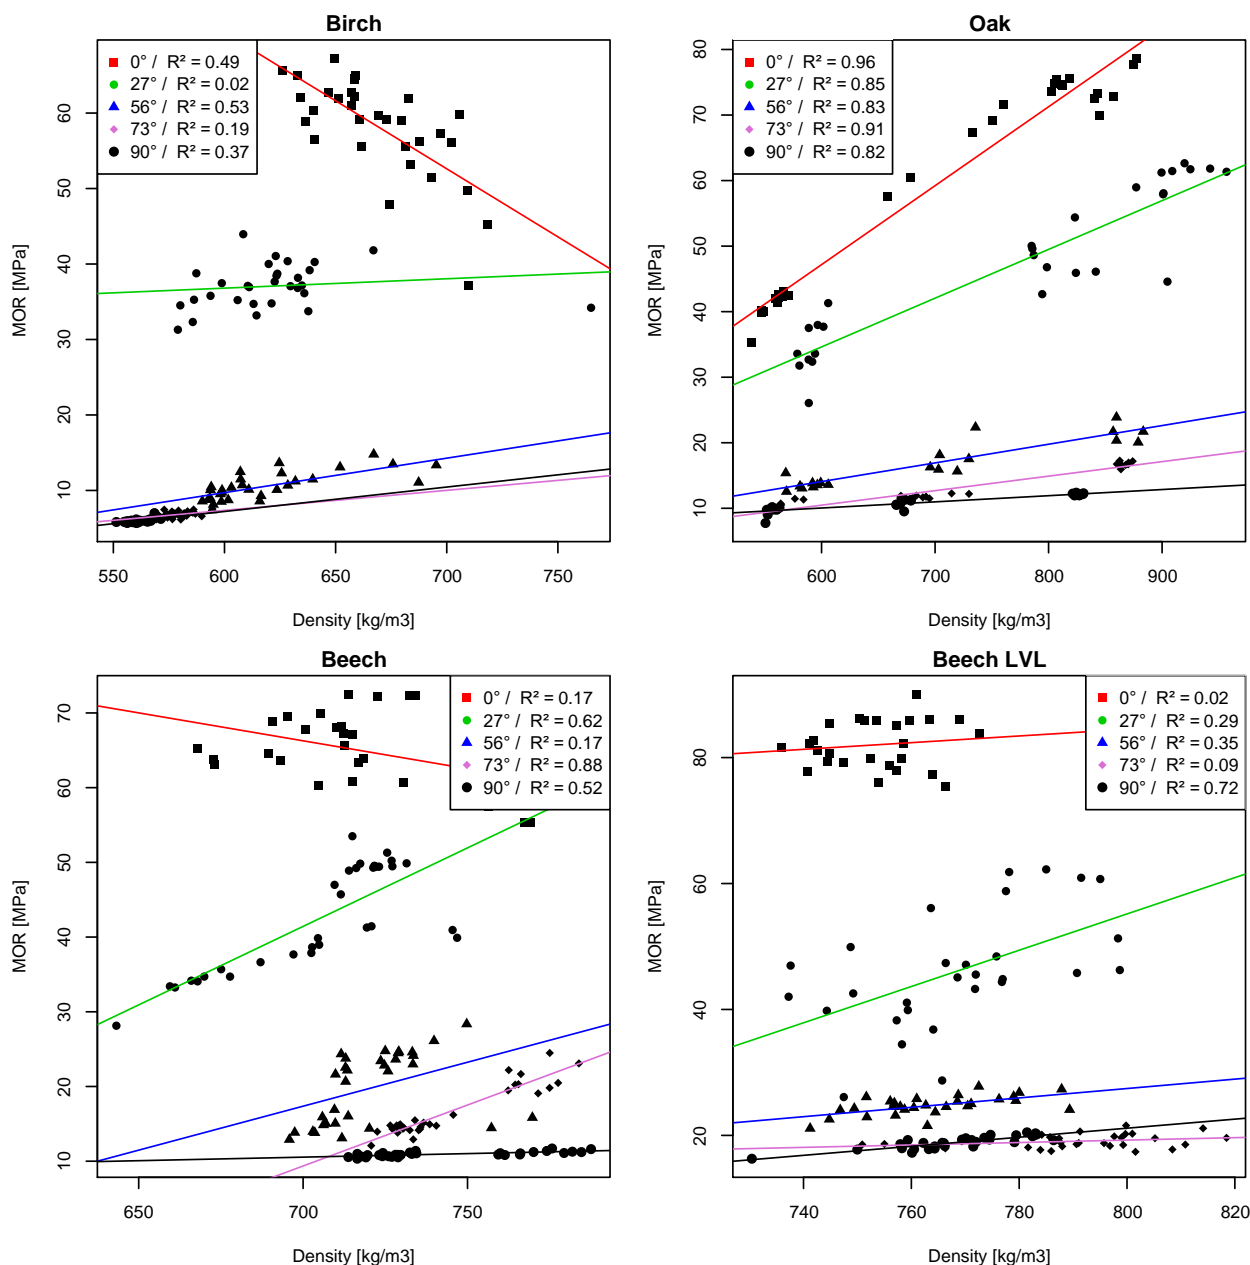 Birch
0° / R² = 0.49
27° / R² = 0.02
56° / R² = 0.53
73° / R² = 0.19
90° / R² = 0.37
MOR [MPa]
60
50
40
30
20
10
550 600 650 700 750
Density [kg/m3]
Oak
0° / R² = 0.96
27° / R² = 0.85
56° / R² = 0.83
73° / R² = 0.91
90° / R² = 0.82
MOR [MPa]
80
70
60
50
40
30
20
10
600 700 800 900
Density [kg/m3]
Beech
0° / R² = 0.17
27° / R² = 0.62
56° / R² = 0.17
73° / R² = 0.88
90° / R² = 0.52
MOR [MPa]
70
60
50
40
30
20
10
650 700 750
Density [kg/m3]
Beech LVL
0° / R² = 0.02
27° / R² = 0.29
56° / R² = 0.35
73° / R² = 0.09
90° / R² = 0.72
MOR [MPa]
80
60
40
20
740 760 780 800 820
Density [kg/m3]